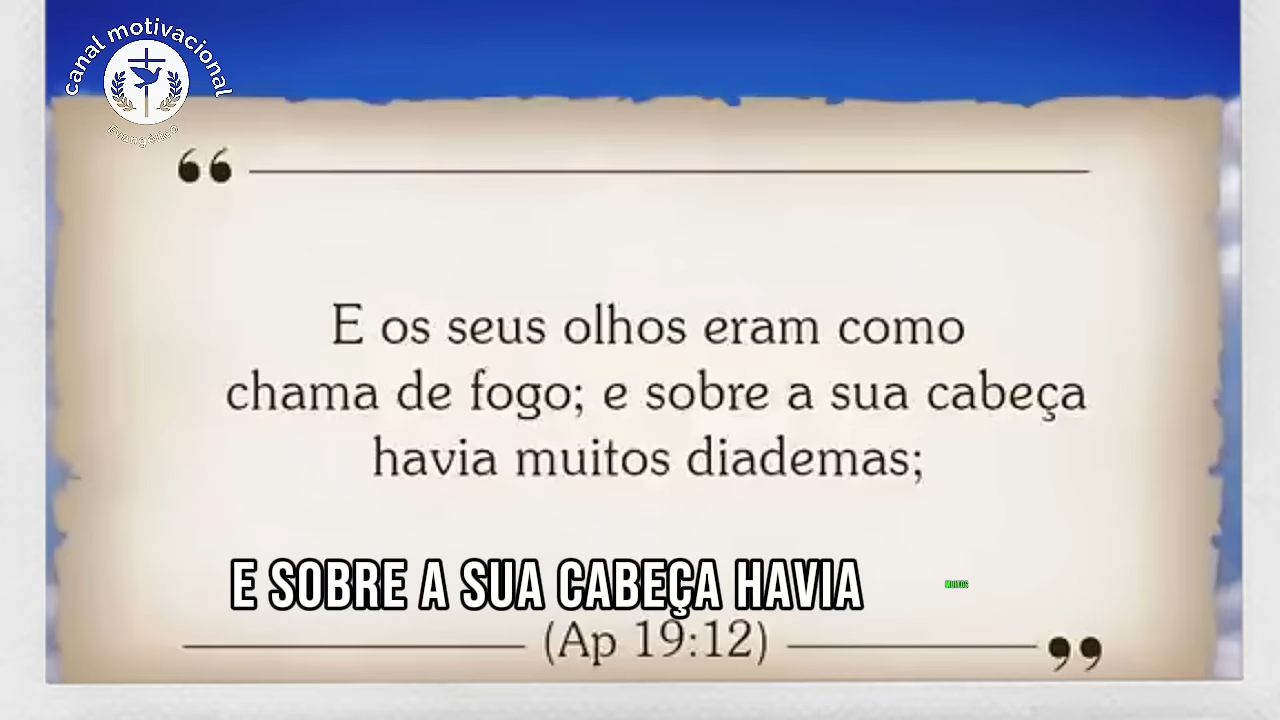 canal motivacional
Evangélico
E os seus olhos eram como
chama de fogo; e sobre a sua cabeça
havia muitos diademas;
E SOBRE A SUA CABEÇA HAVIA MUITOS
(Ap 19:12)